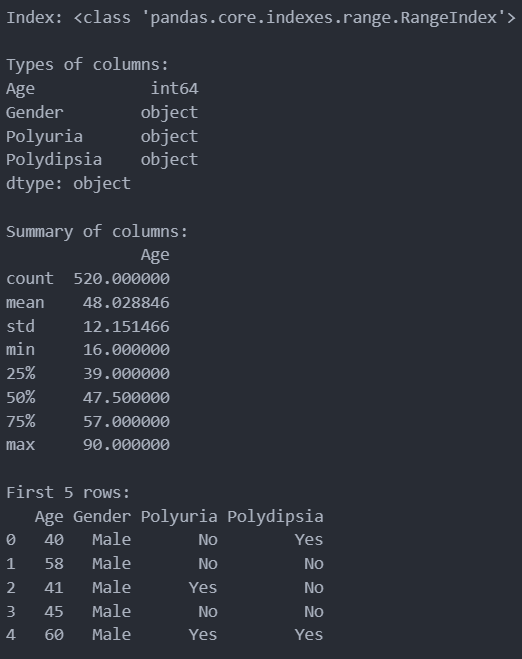 Index: <class 'pandas.core.indexes.range.RangeIndex'>

Types of columns:
Age            int64
Gender        object
Polyuria      object
Polydipsia    object
dtype: object

Summary of columns:
              Age
count  520.000000
mean    48.028846
std     12.151466
min     16.000000
25%     39.000000
50%     47.500000
75%     57.000000
max     90.000000

First 5 rows:
   Age Gender Polyuria Polydipsia
0   40   Male       No        Yes
1   58   Male       No         No
2   41   Male      Yes         No
3   45   Male       No         No
4   60   Male      Yes        Yes